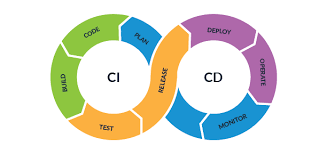 CODE
PLAN
BUILD
CI
TEST
RELEASE
DEPLOY
CD
OPERATE
MONITOR